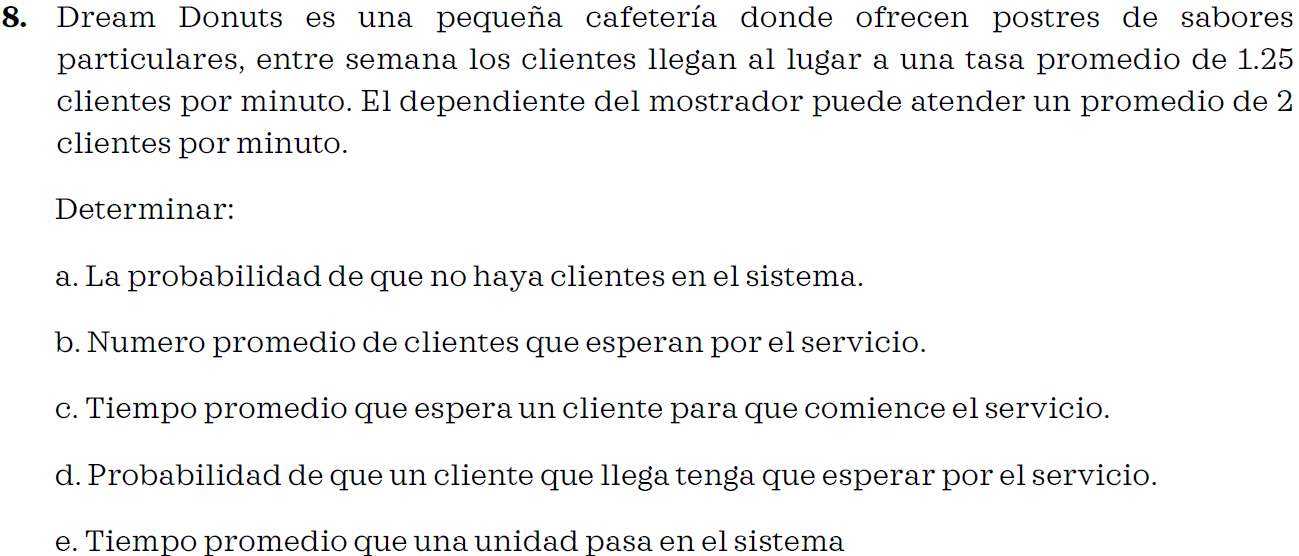 8. Dream Donuts es una pequeña cafetería donde ofrecen postres de sabores
particulares, entre semana los clientes llegan al lugar a una tasa promedio de 1.25
clientes por minuto. El dependiente del mostrador puede atender un promedio de 2
clientes por minuto.
Determinar:
a. La probabilidad de que no haya clientes en el sistema.
b. Numero promedio de clientes que esperan por el servicio.
c. Tiempo promedio que espera un cliente para que comience el servicio.
d. Probabilidad de que un cliente que llega tenga que esperar por el servicio.
e. Tiempo promedio que una unidad pasa en el sistema